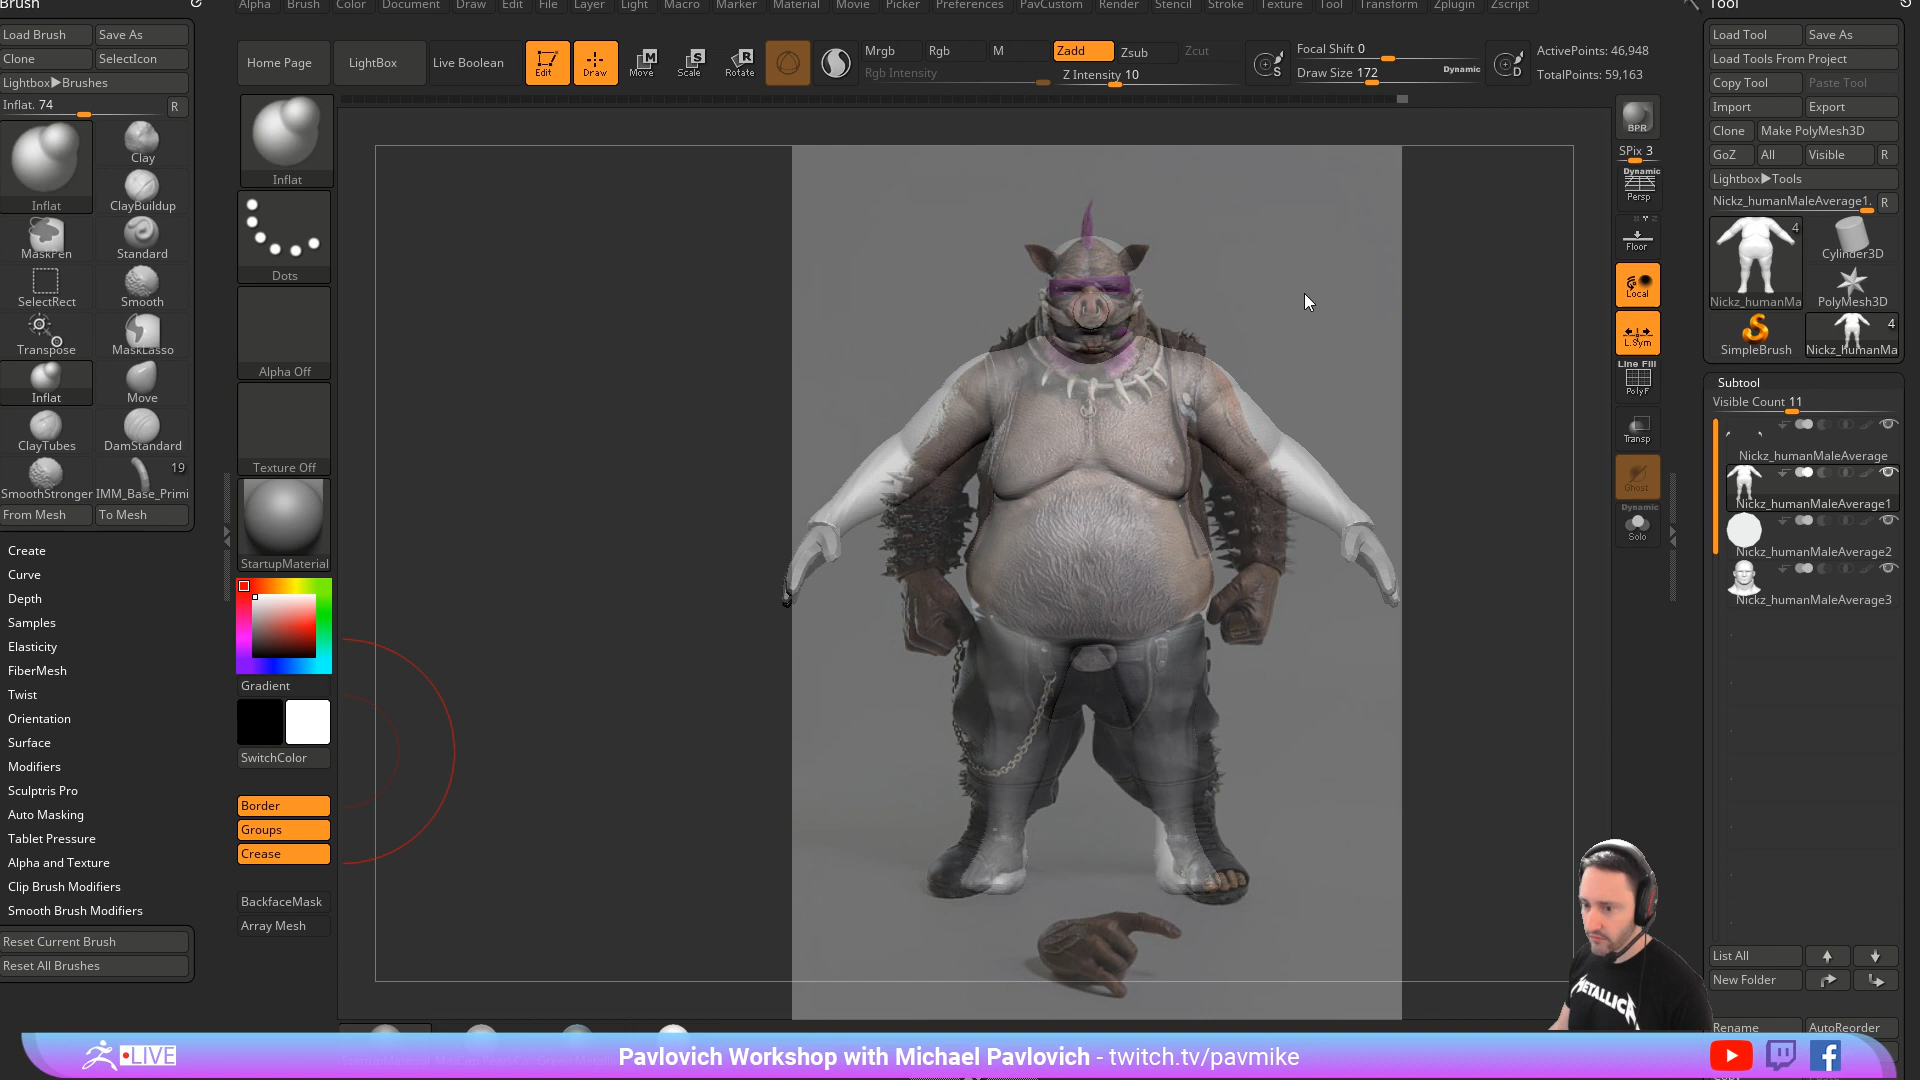 Brush
Alpha Brush Color Document Draw Edit File Layer Light Macro Marker Material Movie Picker Preferences PavCustom Render Stencil Stroke Texture Tool Transform Zplugin Zscript
Tool
Load Brush Save As
Clone SelectIcon
Lightbox▶Brushes
Inflat. 74 R
Inflat
Clay
ClayBuildup
MaskPen Standard
SelectRect Smooth
Transpose MaskLasso
Inflat Move
ClayTubes DamStandard
19
SmoothStronger IMM_Base_Primi
From Mesh To Mesh
Create
Curve
Depth
Samples
Elasticity
FiberMesh
Twist
Orientation
Surface
Modifiers
Sculptris Pro
Auto Masking
Tablet Pressure
Alpha and Texture
Clip Brush Modifiers
Smooth Brush Modifiers
Reset Current Brush
Reset All Brushes
Home Page
LightBox
Live Boolean
Edit
Draw
Move
Scale
Rotate
Mrgb Rgb M
Rgb Intensity
Zadd Zsub Zcut
Z Intensity 10
S
Focal Shift 0
Draw Size 172
Dynamic
D
ActivePoints: 46,948
TotalPoints: 59,163
Inflat
Dots
Alpha Off
Texture Off
StartupMaterial
Gradient
SwitchColor
Border
Groups
Crease
BackfaceMask
Array Mesh
BPR
SPix 3
Dynamic
Persp
Floor
Local
L.Sym
Line Fill
PolyF
Transp
Ghost
Dynamic
Solo
Load Tool Save As
Load Tools From Project
Copy Tool Paste Tool
Import Export
Clone Make PolyMesh3D
GoZ All Visible R
Lightbox▶Tools
Nickz_humanMaleAverage1. R
4
Cylinder3D
Nickz_humanMa PolyMesh3D
4
SimpleBrush Nickz_humanMa
Subtool
Visible Count 11
Nickz_humanMaleAverage
Nickz_humanMaleAverage1
Nickz_humanMaleAverage2
Nickz_humanMaleAverage3
List All
New Folder
Rename AutoReorder
METALLICA
LIVE
Pavlovich Workshop with Michael Pavlovich - twitch.tv/pavmike